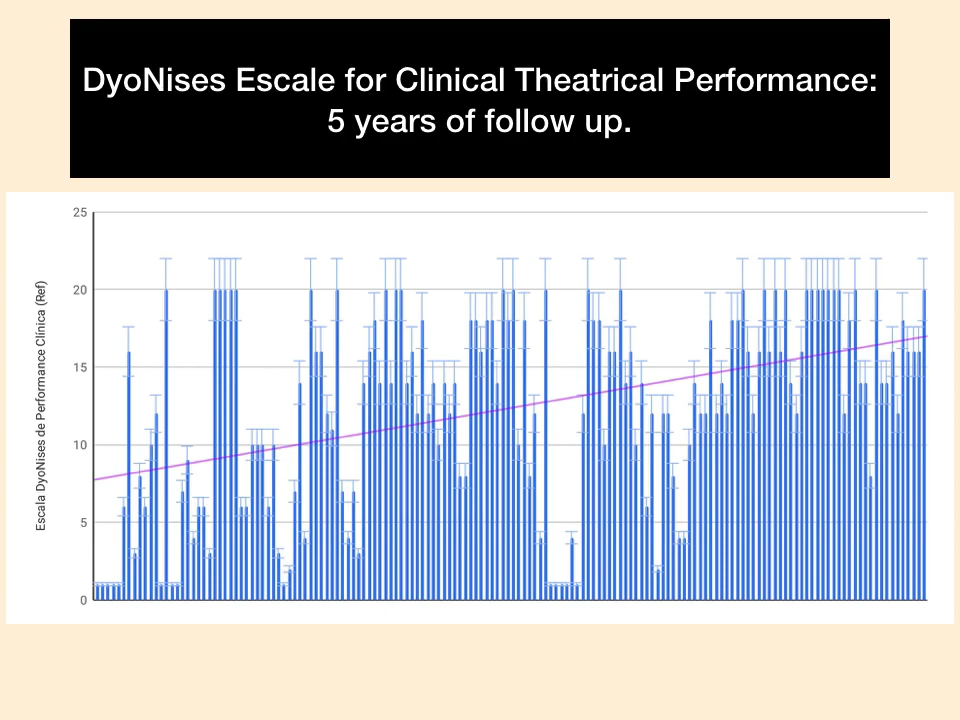 DyoNises Escale for Clinical Theatrical Performance:
5 years of follow up.
Escala DyoNises de Performance Clínica (Ref)
25
20
15
10
5
0